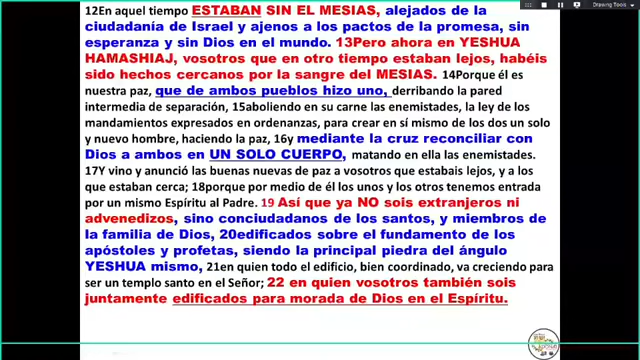 Drawing Tools
12En aquel tiempo ESTABAN SIN EL MESIAS, alejados de la
ciudadanía de Israel y ajenos a los pactos de la promesa, sin
esperanza y sin Dios en el mundo. 13Pero ahora en YESHUA
HAMASHIAJ, vosotros que en otro tiempo estaban lejos, habéis
sido hechos cercanos por la sangre del MESIAS. 14Porque él es
nuestra paz, que de ambos pueblos hizo uno, derribando la pared
intermedia de separación, 15aboliendo en su carne las enemistades, la ley de los
mandamientos expresados en ordenanzas, para crear en sí mismo de los dos un solo
y nuevo hombre, haciendo la paz, 16y mediante la cruz reconciliar con
Dios a ambos en UN SOLO CUERPO, matando en ella las enemistades.
17Y vino y anunció las buenas nuevas de paz a vosotros que estabais lejos, y a los
que estaban cerca; 18porque por medio de él los unos y los otros tenemos entrada
por un mismo Espíritu al Padre. 19 Así que ya NO sois extranjeros ni
advenedizos, sino conciudadanos de los santos, y miembros de
la familia de Dios, 20edificados sobre el fundamento de los
apóstoles y profetas, siendo la principal piedra del ángulo
YESHUA mismo, 21en quien todo el edificio, bien coordinado, va creciendo para
ser un templo santo en el Señor; 22 en quien vosotros también sois
juntamente edificados para morada de Dios en el Espíritu.